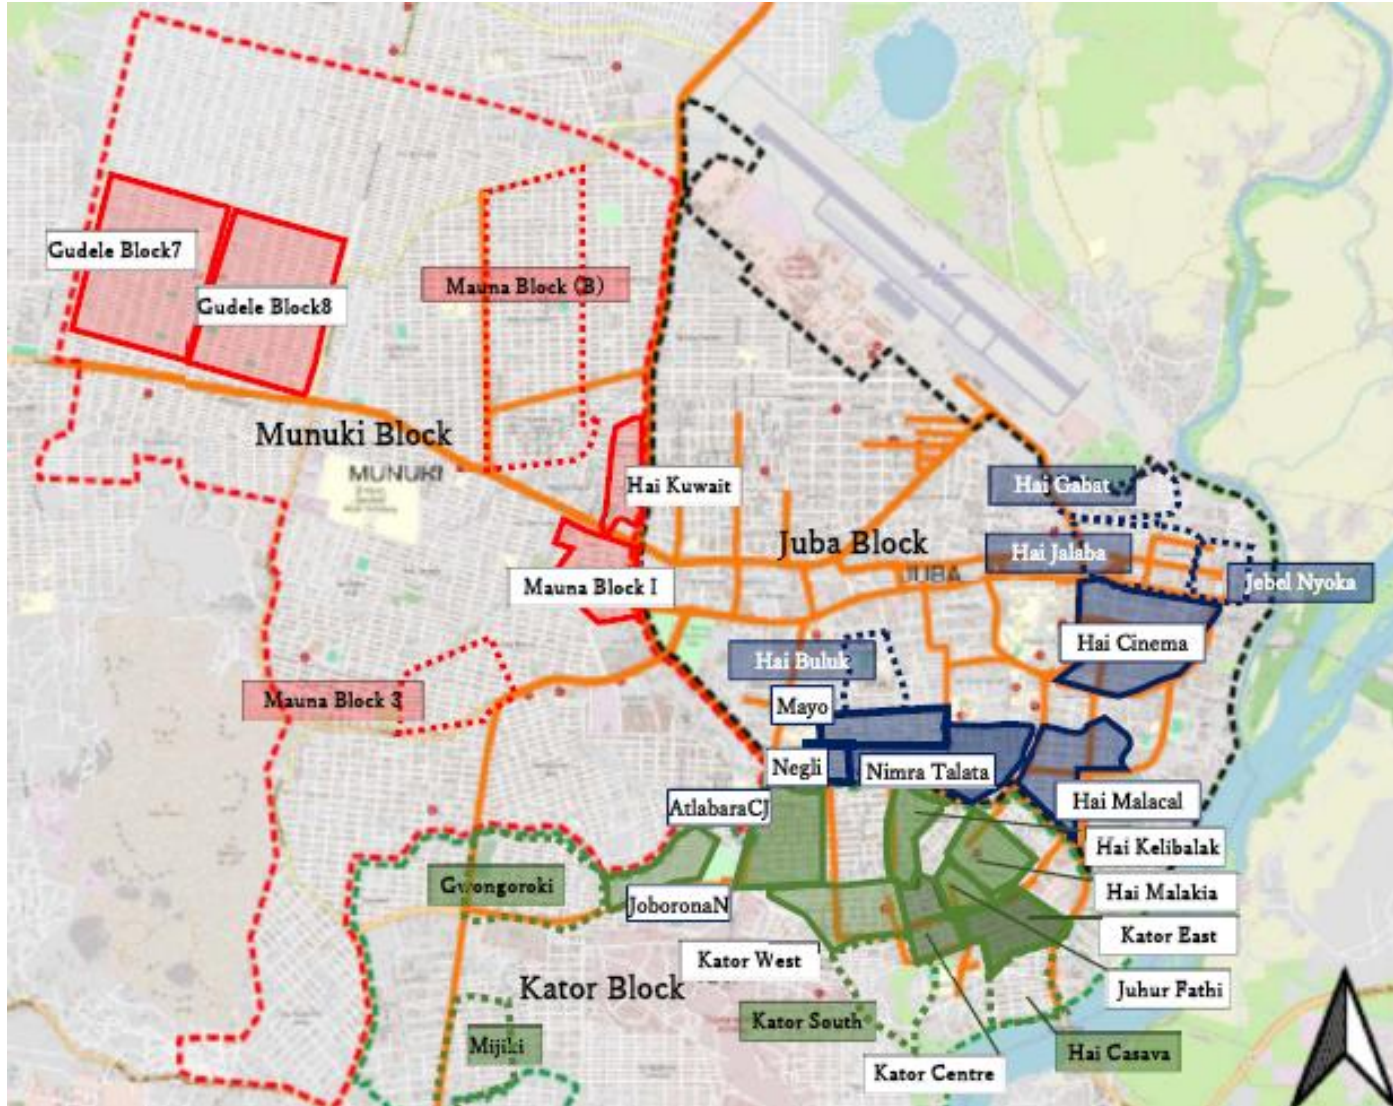 Gudele Block7
Mauna Block (B)
Gudele Block8
Munuki Block
MUNUKI
Hai Kuwait
Hai Gabat
Juba Block
Hai Jalaba
JUBA
Mauna Block I
Jebel Nyoka
Hai Cinema
Hai Buluk
Mauna Block 3
Mayo
Negli
Nimra Talata
AtlabaraCJ
Hai Malacal
Hai Kelibalak
Gwongoroki
Hai Malakia
JoboronaN
Kator East
Kator West
Kator Block
Juhur Fathi
Kator South
Mijiki
Hai Casava
Kator Centre